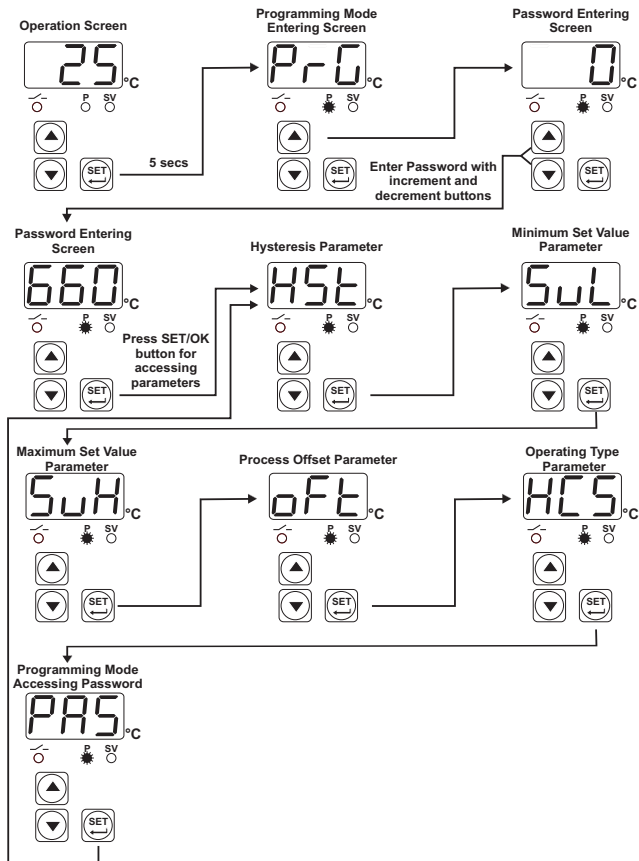 Operation Screen
25 °C
P SV
SET
5 secs
Programming Mode
Entering Screen
PrG °C
P SV
SET
Password Entering
Screen
0 °C
P SV
SET
Enter Password with
increment and
decrement buttons
Password Entering
Screen
660 °C
P SV
SET
Press SET/OK
button for
accessing
parameters
Hysteresis Parameter
HSt °C
P SV
SET
Minimum Set Value
Parameter
SuL °C
P SV
SET
Maximum Set Value
Parameter
SuH °C
P SV
SET
Process Offset Parameter
oFt °C
P SV
SET
Operating Type
Parameter
HCS °C
P SV
SET
Programming Mode
Accessing Password
PAS °C
P SV
SET